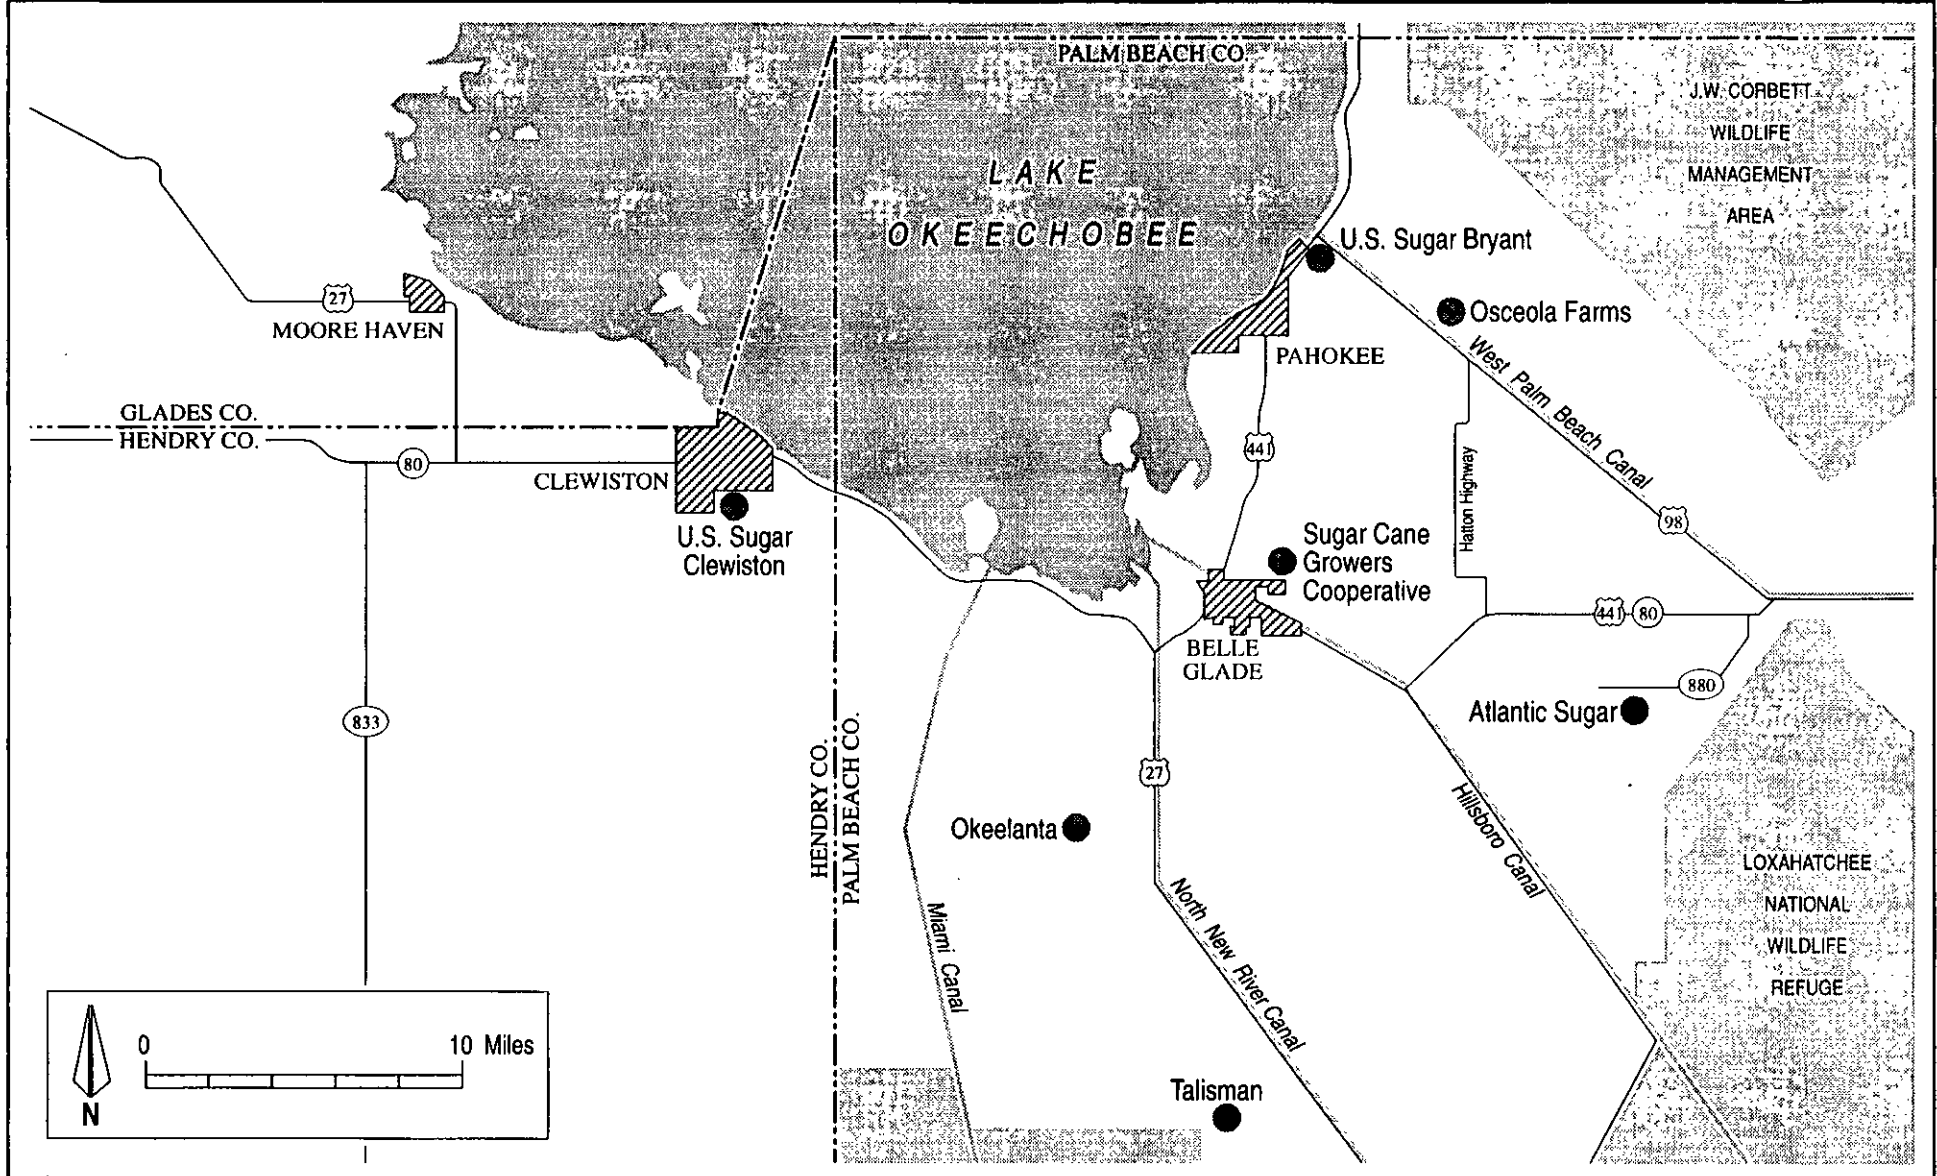 PALM BEACH CO.
J.W. CORBETT
WILDLIFE
MANAGEMENT
AREA
LAKE
OKEECHOBEE
U.S. Sugar Bryant
27
MOORE HAVEN
Osceola Farms
PAHOKEE
West Palm Beach Canal
GLADES CO.
HENDRY CO.
80
441
CLEWISTON
Hatton Highway
98
U.S. Sugar
Clewiston
Sugar Cane
Growers
Cooperative
441
80
BELLE
GLADE
880
Atlantic Sugar
833
27
HENDRY CO.
PALM BEACH CO.
Okeelanta
Hillsboro Canal
LOXAHATCHEE
NATIONAL
WILDLIFE
REFUGE
Miami Canal
North New River Canal
0
10 Miles
N
Talisman